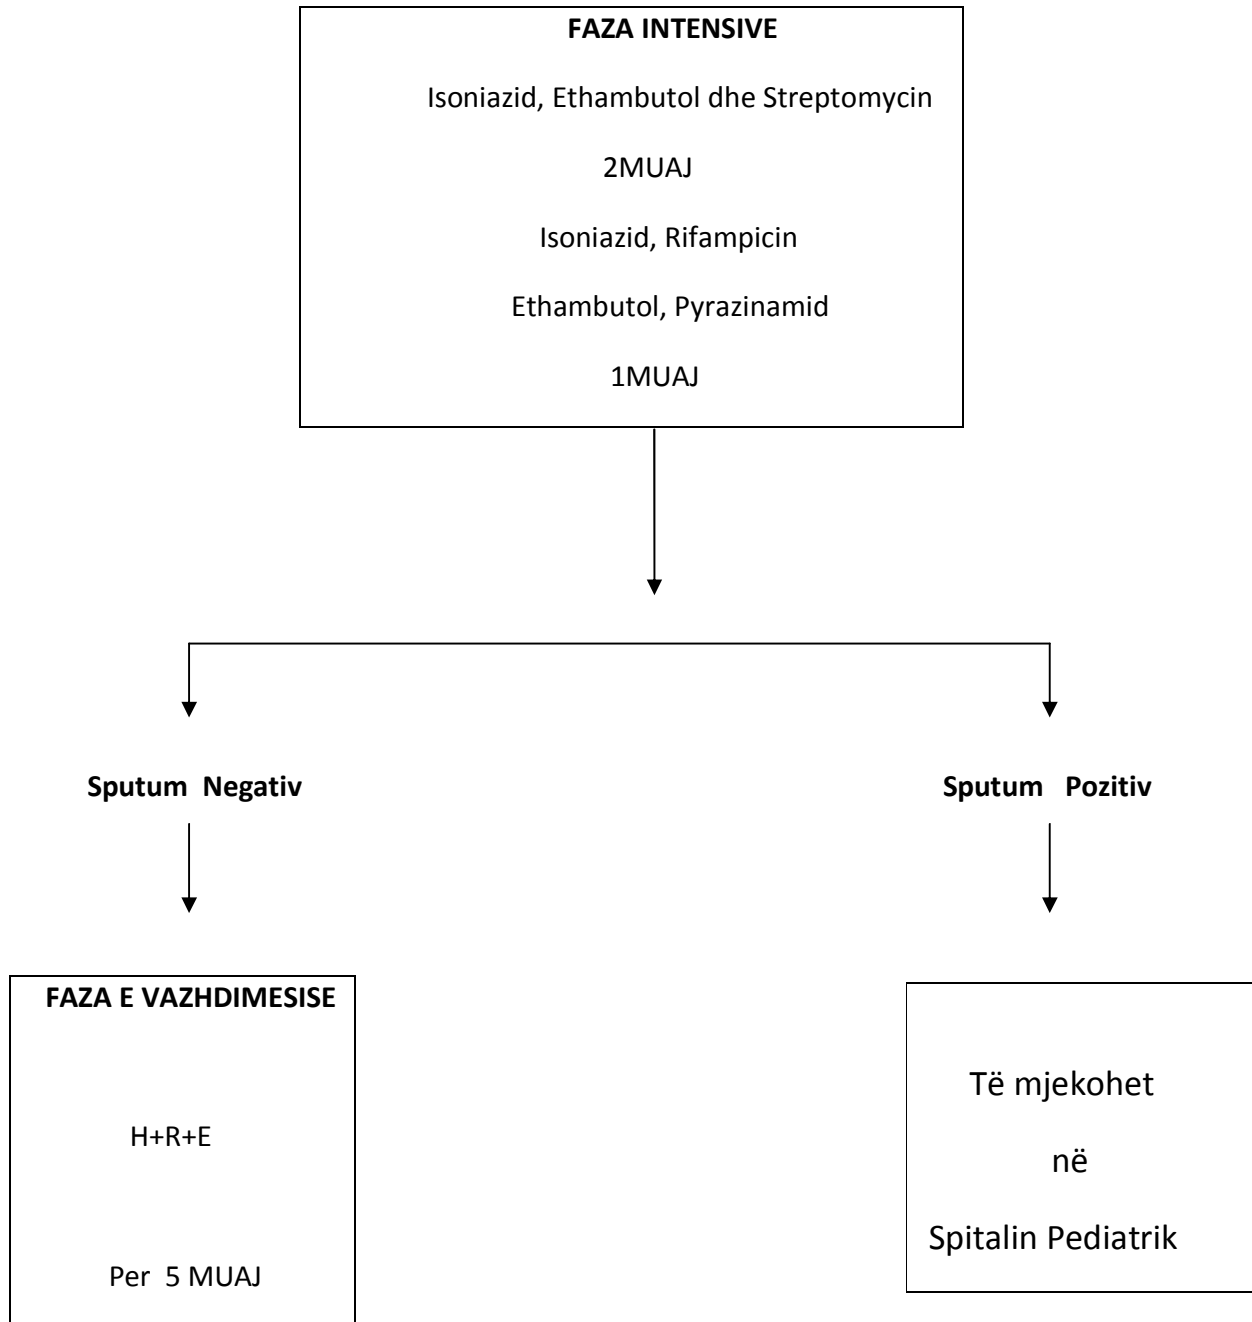 FAZA INTENSIVE
Isoniazid, Ethambutol dhe Streptomycin
2MUAJ
Isoniazid, Rifampicin
Ethambutol, Pyrazinamid
1MUAJ
Sputum Negativ
Sputum Pozitiv
FAZA E VAZHDIMESISE
H+R+E
Per 5 MUAJ
Të mjekohet
në
Spitalin Pediatrik